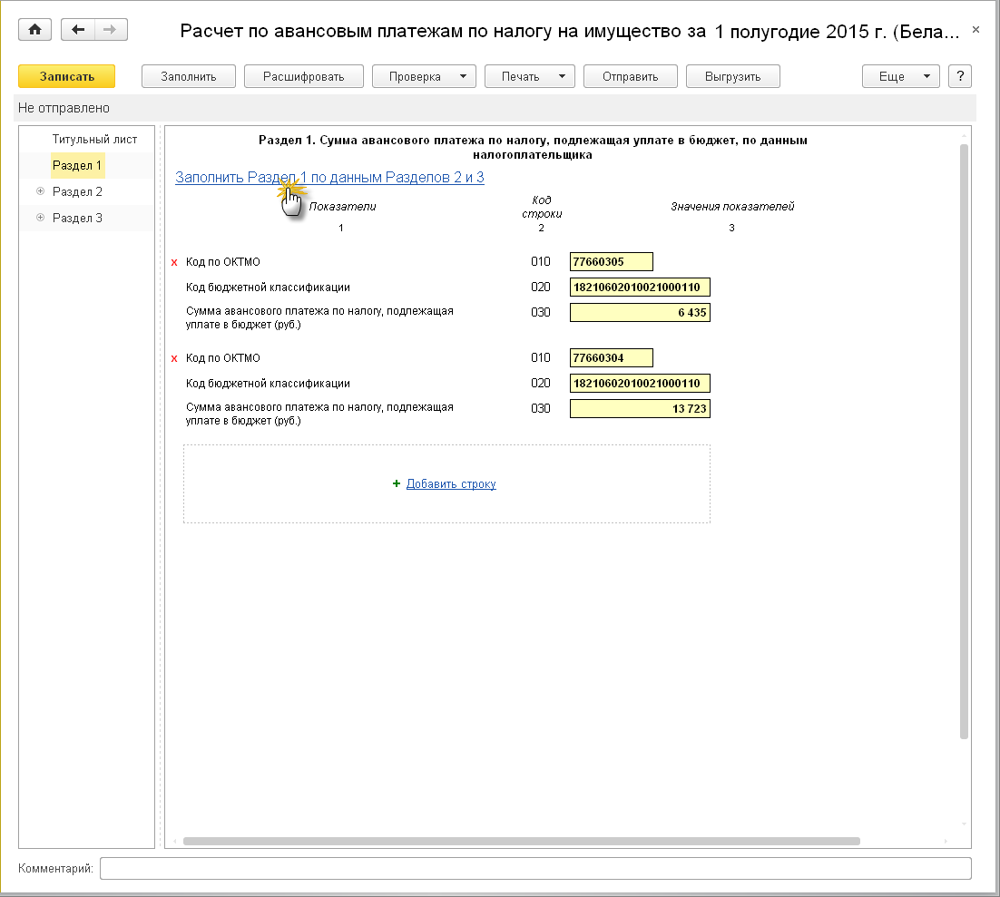 Расчет по авансовым платежам по налогу на имущество за 1 полугодие 2015 г. (Бела...
×
Записать
Заполнить
Расшифровать
Проверка
Печать
Отправить
Выгрузить
Еще
?
Не отправлено
Титульный лист
Раздел 1
Раздел 2
Раздел 3
Раздел 1. Сумма авансового платежа по налогу, подлежащая уплате в бюджет, по данным
налогоплательщика
Заполнить Раздел 1 по данным Разделов 2 и 3
Показатели
Код
строки
Значения показателей
1
2
3
x Код по ОКТМО 010 77660305
Код бюджетной классификации 020 18210602010021000110
Сумма авансового платежа по налогу, подлежащая 030 6 435
уплате в бюджет (руб.)
x Код по ОКТМО 010 77660304
Код бюджетной классификации 020 18210602010021000110
Сумма авансового платежа по налогу, подлежащая 030 13 723
уплате в бюджет (руб.)
+ Добавить строку
Комментарий: